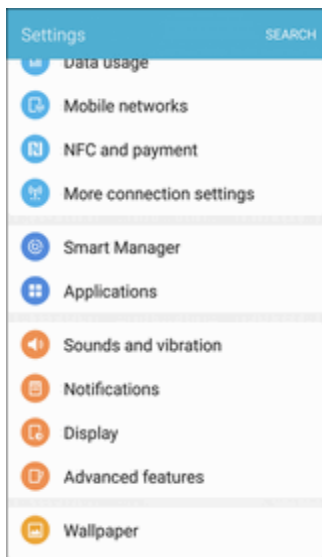 Settings
SEARCH
Data usage
Mobile networks
NFC and payment
More connection settings
Smart Manager
Applications
Sounds and vibration
Notifications
Display
Advanced features
Wallpaper